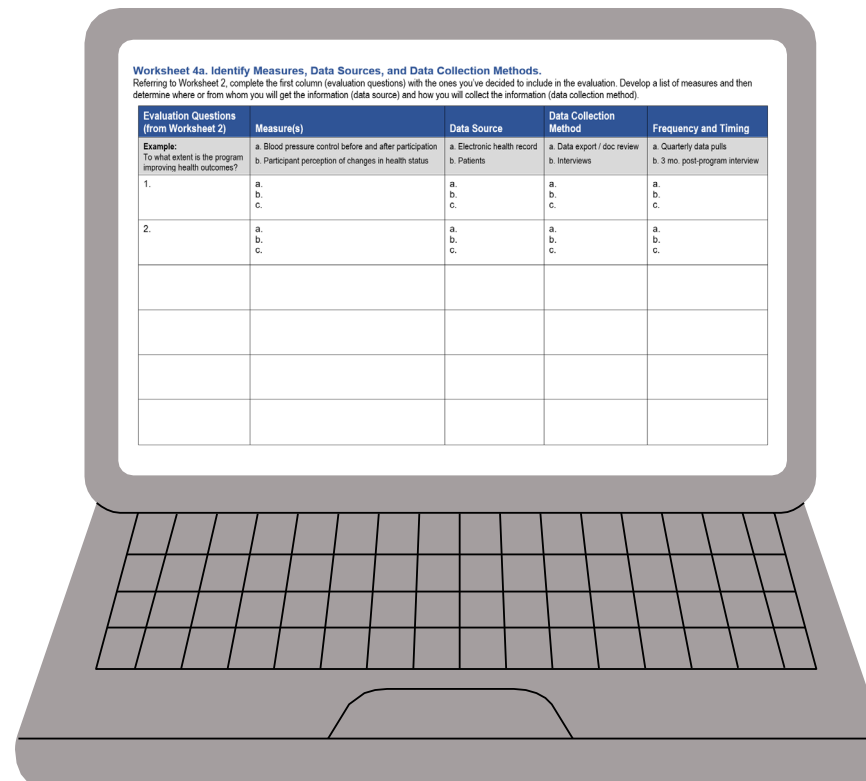 Worksheet 4a. Identify Measures, Data Sources, and Data Collection Methods.
Referring to Worksheet 2, complete the first column (evaluation questions) with the ones you've decided to include in the evaluation. Develop a list of measures and then
determine where or from whom you will get the information (data source) and how you will collect the information (data collection method).
Evaluation Questions
(from Worksheet 2)
Measure(s)
Data Source
Data Collection
Method
Frequency and Timing
Example:
To what extent is the program
improving health outcomes?
a. Blood pressure control before and after participation
b. Participant perception of changes in health status
a. Electronic health record
b. Patients
a. Data export / doc review
b. Interviews
a. Quarterly data pulls
b. 3 mo. post-program interview
1.
a.
b.
c.
a.
b.
c.
a.
b.
c.
a.
b.
c.
2.
a.
b.
c.
a.
b.
c.
a.
b.
c.
a.
b.
c.